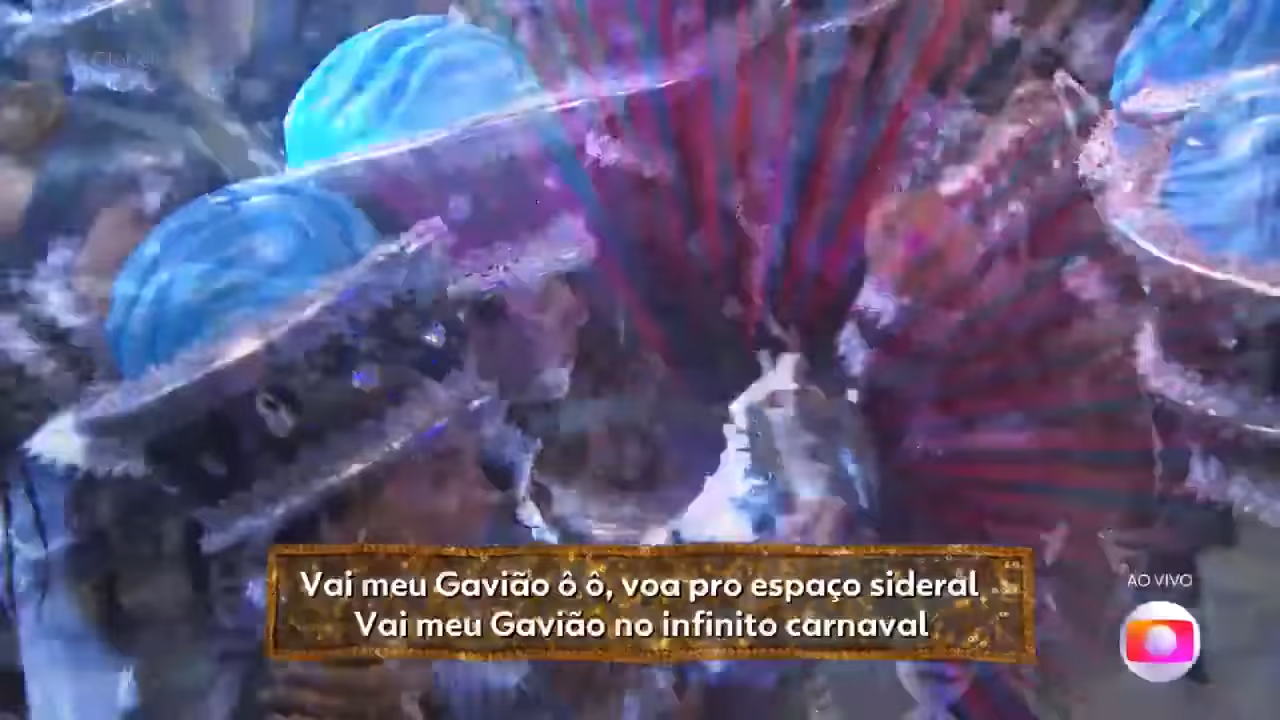 Vai meu Gavião ô ô, voa pro espaço sideral
Vai meu Gavião no infinito carnaval
AO VIVO